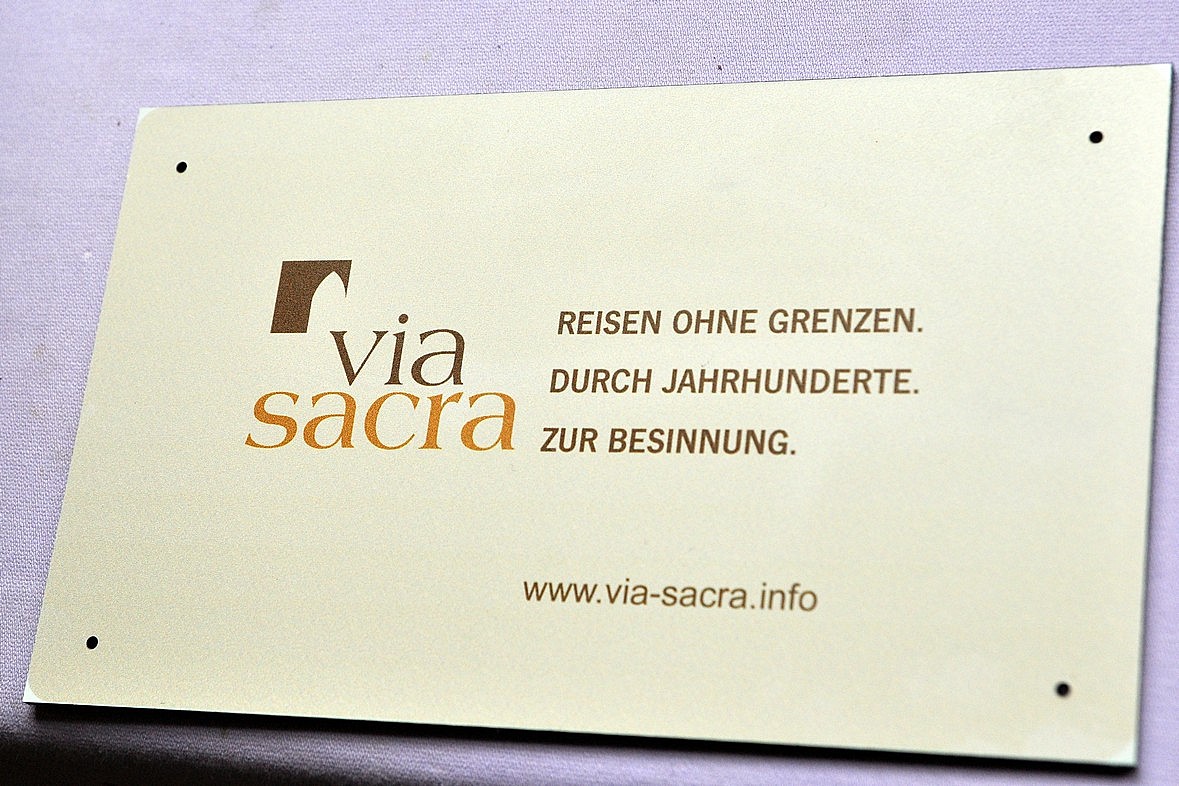 via
sacra
REISEN OHNE GRENZEN.
DURCH JAHRHUNDERTE.
ZUR BESINNUNG.
www.via-sacra.info